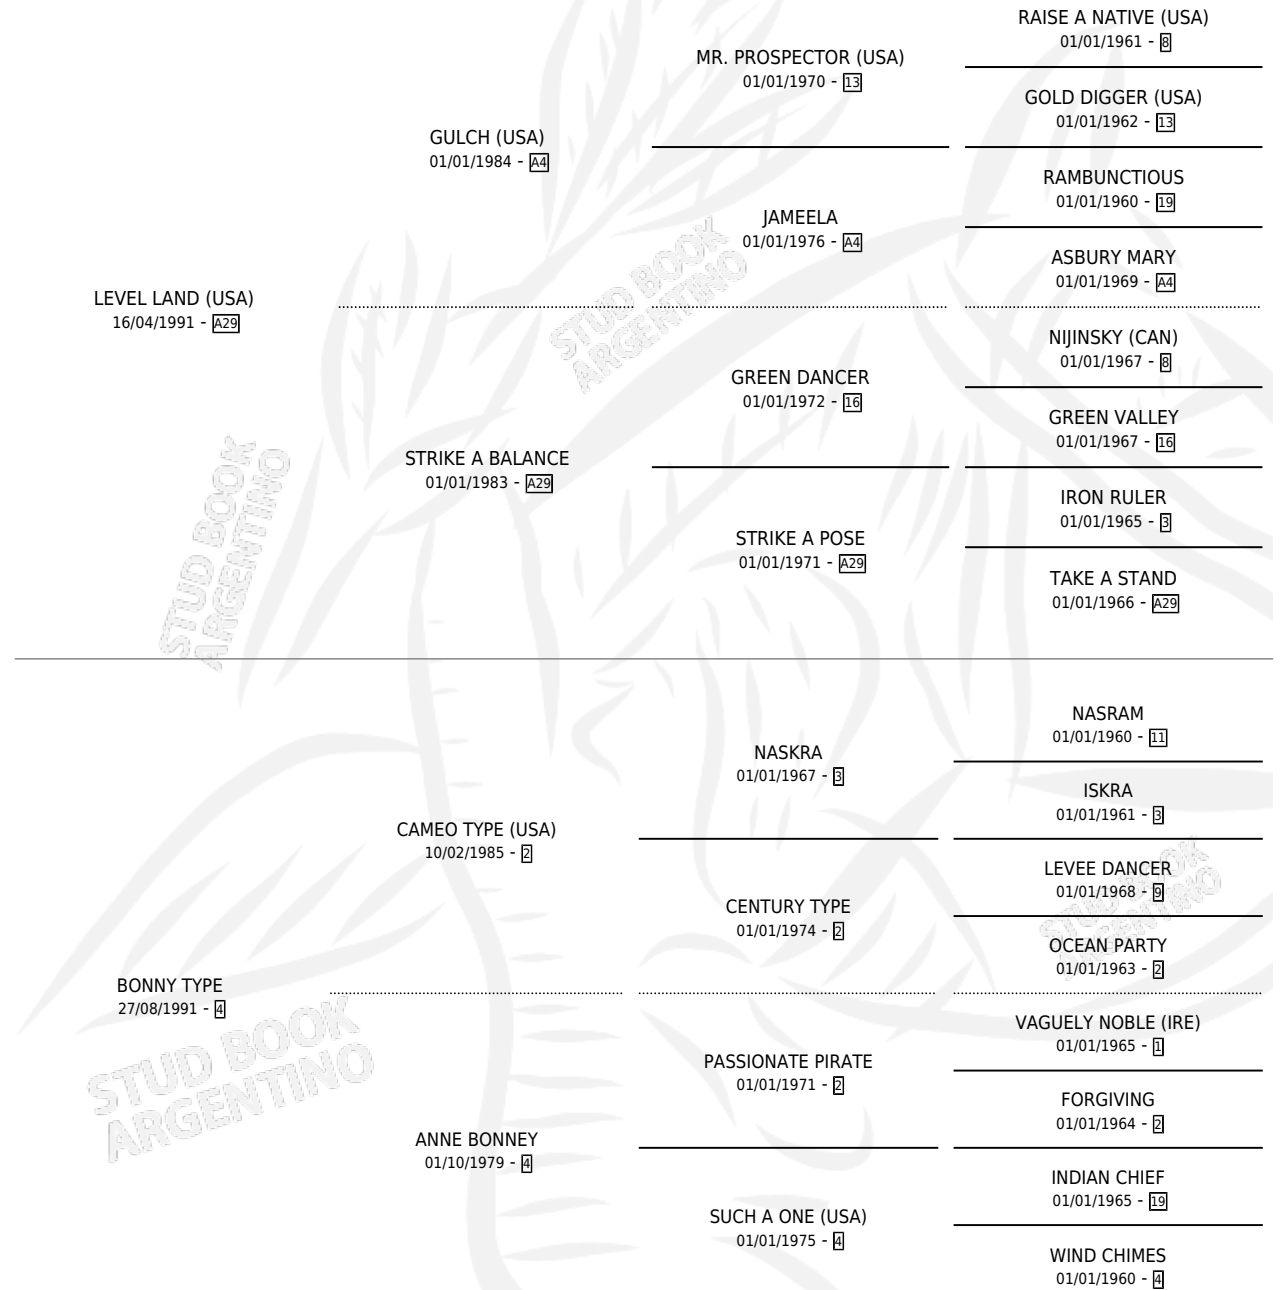 RAISE A NATIVE (USA)
01/01/1961 - 8
MR. PROSPECTOR (USA)
01/01/1970 - 13
GOLD DIGGER (USA)
01/01/1962 - 13
GULCH (USA)
01/01/1984 - A4
RAMBUNCTIOUS
01/01/1960 - 19
JAMEELA
01/01/1976 - A4
ASBURY MARY
01/01/1969 - A4
LEVEL LAND (USA)
16/04/1991 - A29
NIJINSKY (CAN)
01/01/1967 - 8
GREEN DANCER
01/01/1972 - 16
GREEN VALLEY
01/01/1967 - 16
STRIKE A BALANCE
01/01/1983 - A29
IRON RULER
01/01/1965 - 3
STRIKE A POSE
01/01/1971 - A29
TAKE A STAND
01/01/1966 - A29
NASRAM
01/01/1960 - 11
NASKRA
01/01/1967 - 3
ISKRA
01/01/1961 - 3
CAMEO TYPE (USA)
10/02/1985 - 2
LEVEE DANCER
01/01/1968 - 9
CENTURY TYPE
01/01/1974 - 2
OCEAN PARTY
01/01/1963 - 2
BONNY TYPE
27/08/1991 - 4
VAGUELY NOBLE (IRE)
01/01/1965 - 1
PASSIONATE PIRATE
01/01/1971 - 2
FORGIVING
01/01/1964 - 2
ANNE BONNEY
01/10/1979 - 4
INDIAN CHIEF
01/01/1965 - 19
SUCH A ONE (USA)
01/01/1975 - 4
WIND CHIMES
01/01/1960 - 4
STUD BOOK
ARGENTINO
STUD BOOK
ARGENTINO
STUD BOOK
ARGENTINO
STUD BOOK
ARGENTINO